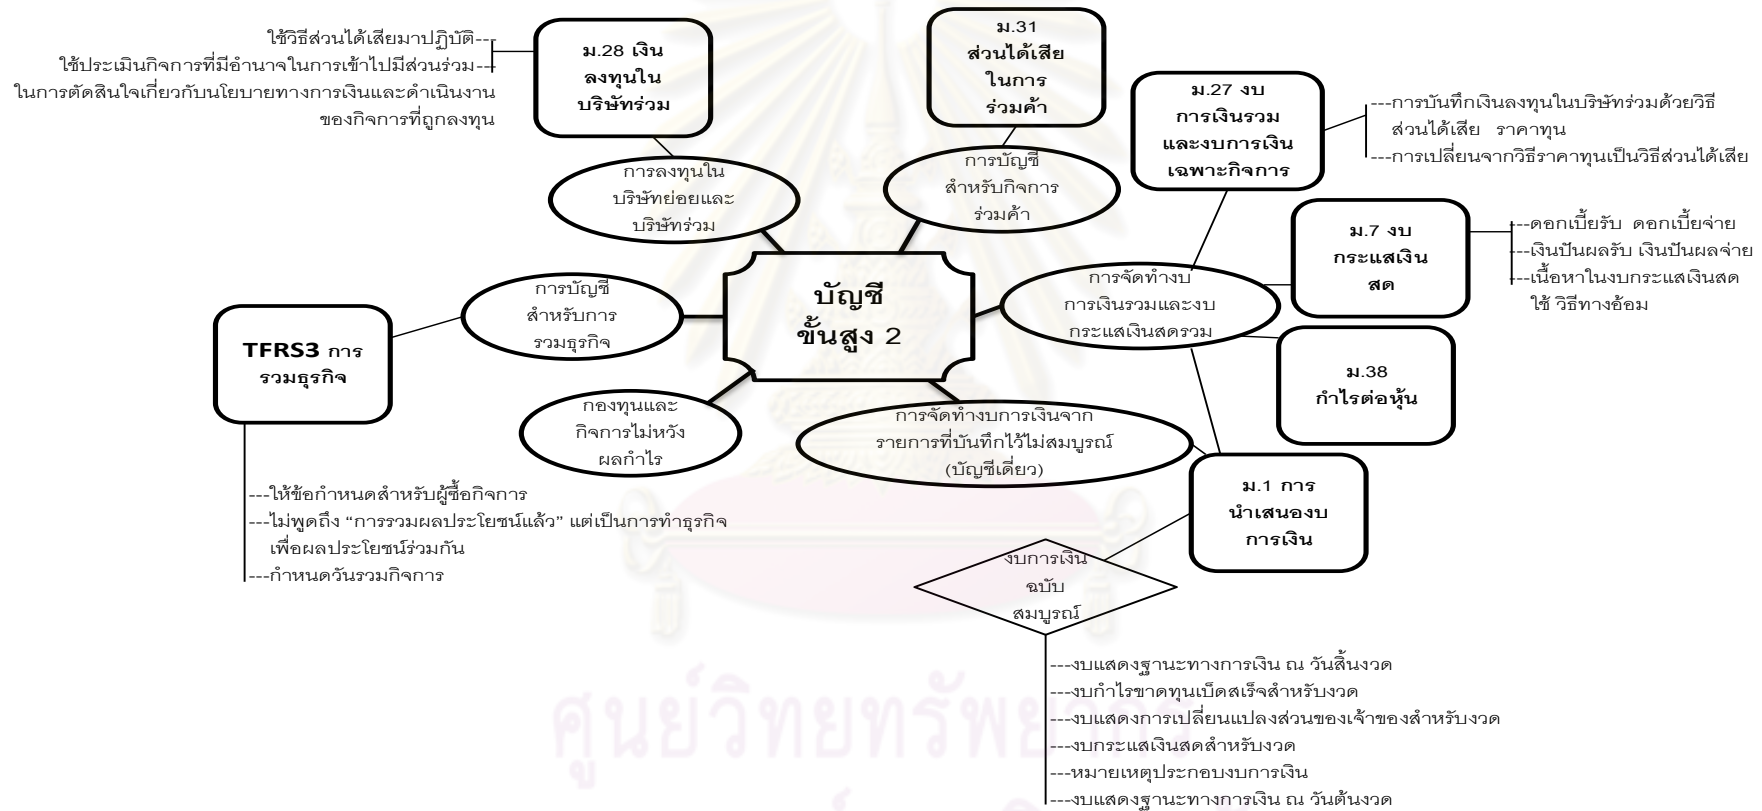 ใช้วิธีส่วนได้เสียมาปฏิบัติ---
ใช้ประเมินกิจการที่มีอำนาจในการเข้าไปมีส่วนร่วม---
ในการตัดสินใจเกี่ยวกับนโยบายทางการเงินและดำเนินงาน
ของกิจการที่ถูกลงทุน
ม.28 เงิน
ลงทุนใน
บริษัทร่วม
ม.31
ส่วนได้เสีย
ในการ
ร่วมค้า
ม.27 งบ
การเงินรวม
และงบการเงิน
เฉพาะกิจการ
---การบันทึกเงินลงทุนในบริษัทร่วมด้วยวิธี
ส่วนได้เสีย ราคาทุน
---การเปลี่ยนจากวิธีราคาทุนเป็นวิธีส่วนได้เสีย
การลงทุนใน
บริษัทย่อยและ
บริษัทร่วม
การบัญชี
สำหรับกิจการ
ร่วมค้า
ม.7 งบ
กระแสเงิน
สด
---ดอกเบี้ยรับ ดอกเบี้ยจ่าย
---เงินปันผลรับ เงินปันผลจ่าย
---เนื้อหาในงบกระแสเงินสด
ใช้ วิธีทางอ้อม
การบัญชี
สำหรับการ
รวมธุรกิจ
บัญชี
ขั้นสูง 2
การจัดทำงบ
การเงินรวมและงบ
กระแสเงินสดรวม
TFRS3 การ
รวมธุรกิจ
ม.38
กำไรต่อหุ้น
กองทุนและ
กิจการไม่หวัง
ผลกำไร
การจัดทำงบการเงินจาก
รายการที่บันทึกไว้ไม่สมบูรณ์
(บัญชีเดี่ยว)
ม.1 การ
นำเสนองบ
การเงิน
---ให้ข้อกำหนดสำหรับผู้ซื้อกิจการ
---ไม่พูดถึง “การรวมผลประโยชน์แล้ว” แต่เป็นการทำธุรกิจ
เพื่อผลประโยชน์ร่วมกัน
---กำหนดวันรวมกิจการ
งบการเงิน
ฉบับ
สมบูรณ์
---งบแสดงฐานะทางการเงิน ณ วันสิ้นงวด
---งบกำไรขาดทุนเบ็ดเสร็จสำหรับงวด
---งบแสดงการเปลี่ยนแปลงส่วนของเจ้าของสำหรับงวด
---งบกระแสเงินสดสำหรับงวด
---หมายเหตุประกอบงบการเงิน
---งบแสดงฐานะทางการเงิน ณ วันต้นงวด
ศูนย์วิทยทรัพยากร